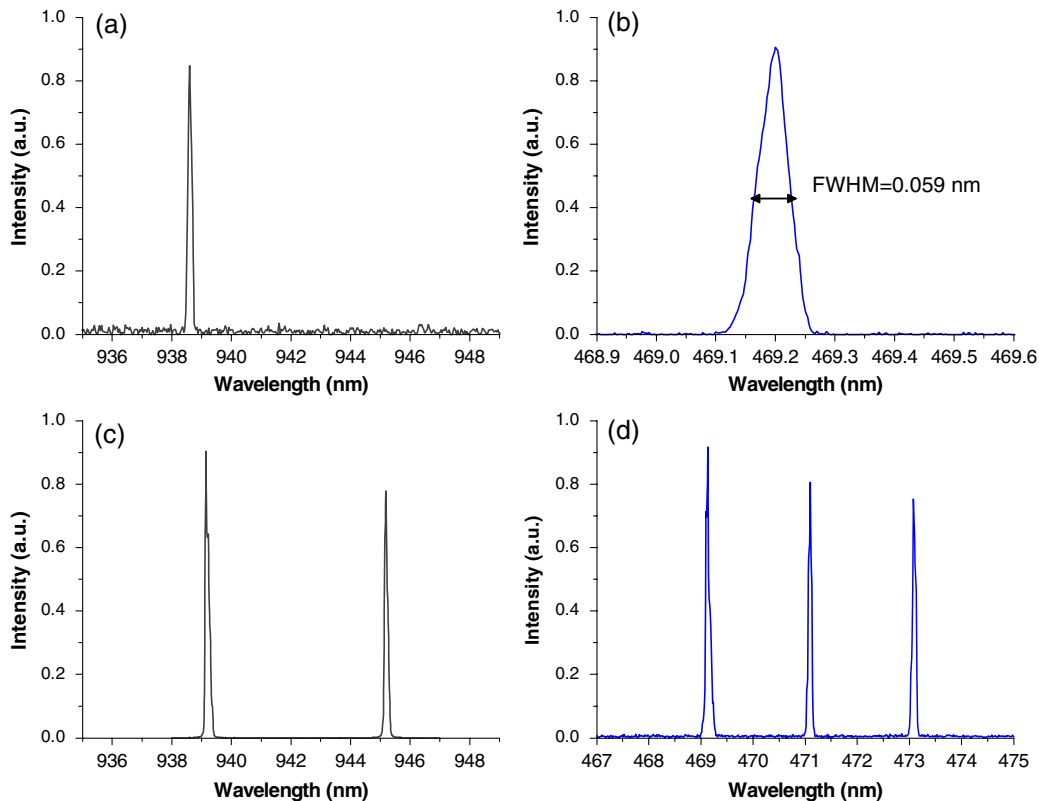 (a)
Intensity (a.u.)
1.0
0.8
0.6
0.4
0.2
0.0
936 938 940 942 944 946 948
Wavelength (nm)
(b)
FWHM=0.059 nm
Intensity (a.u.)
1.0
0.8
0.6
0.4
0.2
0.0
468.9 469.0 469.1 469.2 469.3 469.4 469.5 469.6
Wavelength (nm)
(c)
Intensity (a.u.)
1.0
0.8
0.6
0.4
0.2
0.0
936 938 940 942 944 946 948
Wavelength (nm)
(d)
Intensity (a.u.)
1.0
0.8
0.6
0.4
0.2
0.0
467 468 469 470 471 472 473 474 475
Wavelength (nm)